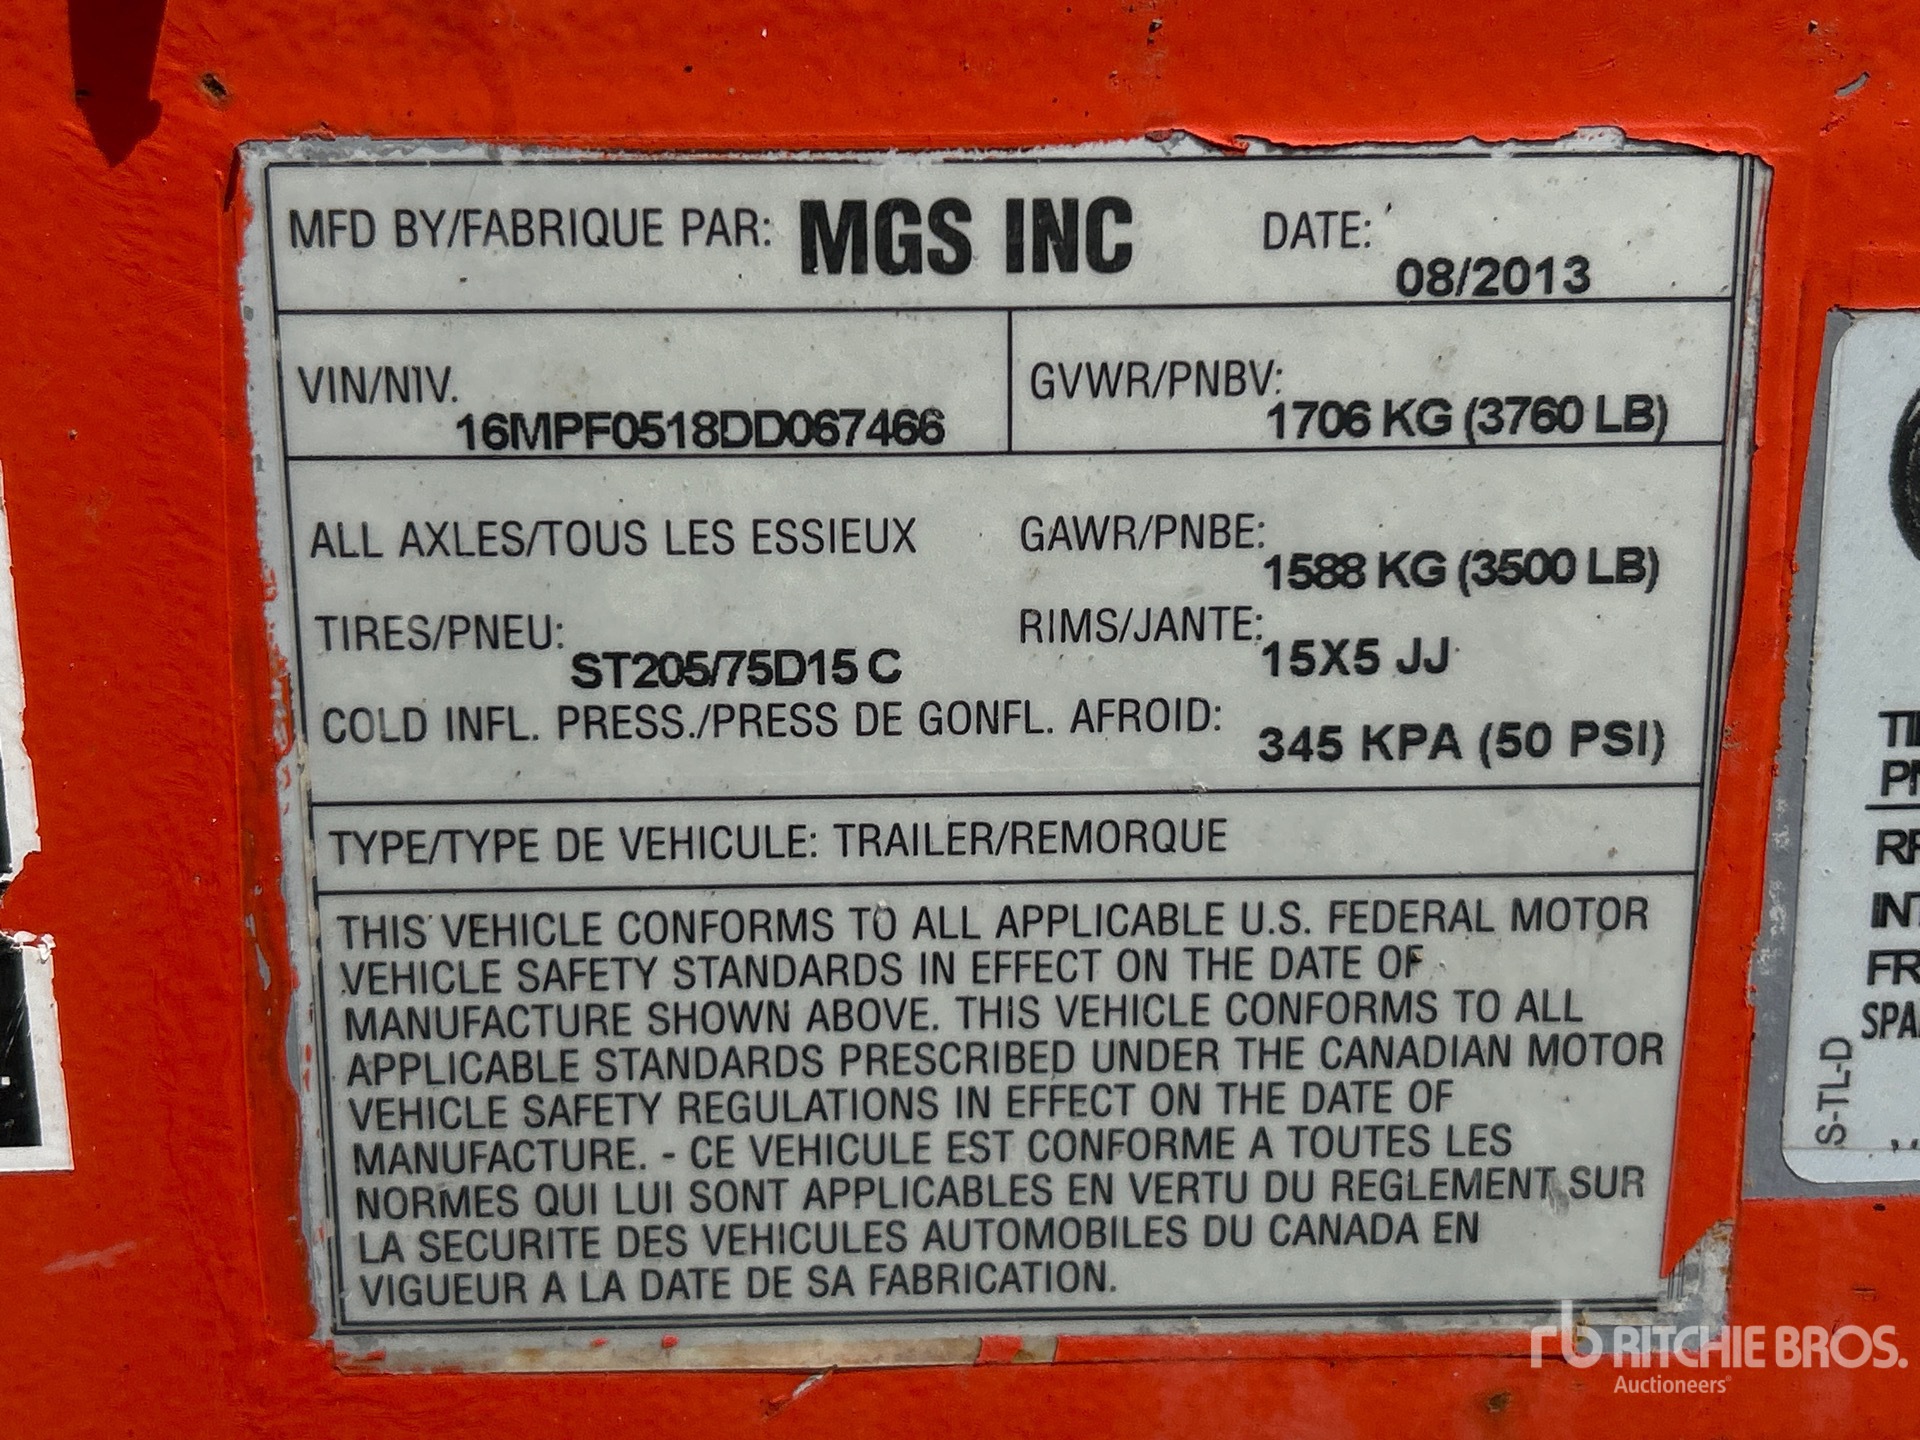 MFD BY/FABRIQUE PAR: MGS INC DATE: 08/2013
VIN/NIV. 16MPF0518DD067466 GVWR/PNBV: 1706 KG (3760 LB)
ALL AXLES/TOUS LES ESSIEUX GAWR/PNBE: 1588 KG (3500 LB)
TIRES/PNEU: ST205/75D15 C RIMS/JANTE: 15X5 JJ
COLD INFL. PRESS./PRESS DE GONFL. AFROID: 345 KPA (50 PSI)
TYPE/TYPE DE VEHICULE: TRAILER/REMORQUE
THIS VEHICLE CONFORMS TO ALL APPLICABLE U.S. FEDERAL MOTOR
VEHICLE SAFETY STANDARDS IN EFFECT ON THE DATE OF
MANUFACTURE SHOWN ABOVE. THIS VEHICLE CONFORMS TO ALL
APPLICABLE STANDARDS PRESCRIBED UNDER THE CANADIAN MOTOR
VEHICLE SAFETY REGULATIONS IN EFFECT ON THE DATE OF
MANUFACTURE. - CE VEHICULE EST CONFORME A TOUTES LES
NORMES QUI LUI SONT APPLICABLES EN VERTU DU REGLEMENT SUR
LA SECURITE DES VEHICULES AUTOMOBILES DU CANADA EN
VIGUEUR A LA DATE DE SA FABRICATION.
S-TL-D
rb RITCHIE BROS.
Auctioneers